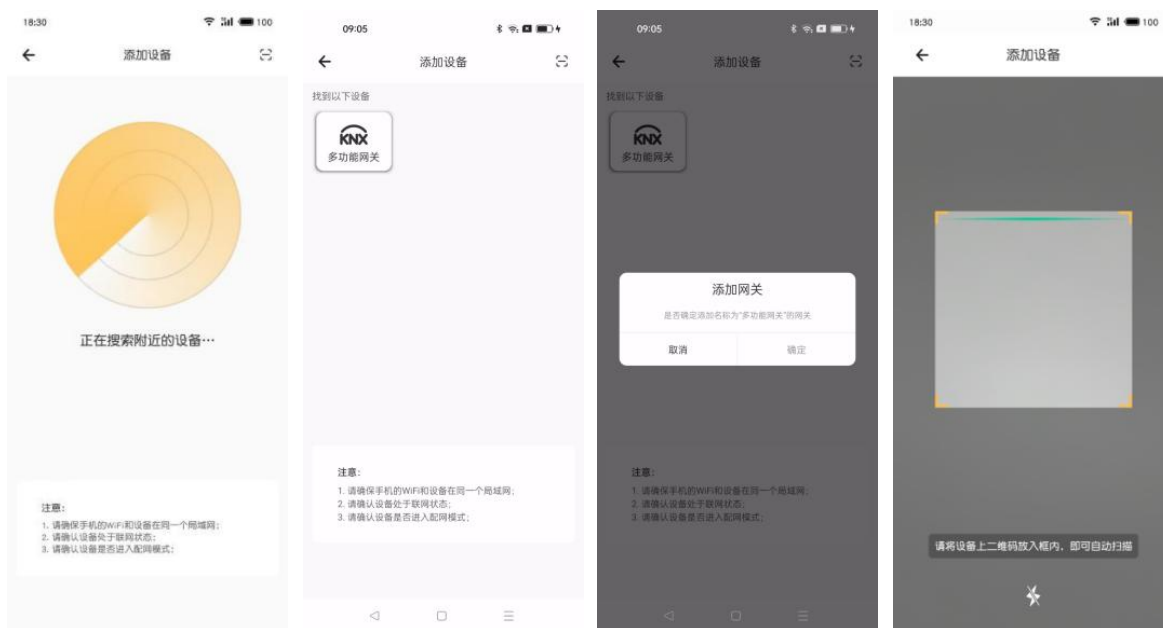 18:30
100
添加设备
正在搜索附近的设备···
注意：
1. 请确保手机的WiFi和设备在同一个局域网；
2. 请确认设备处于联网状态；
3. 请确认设备是否进入配网模式；
09:05
添加设备
找到以下设备
KNX
多功能网关
注意：
1. 请确保手机的WiFi和设备在同一个局域网；
2. 请确认设备处于联网状态；
3. 请确认设备是否进入配网模式；
09:05
添加设备
找到以下设备
KNX
多功能网关
添加网关
是否确定添加名称为“多功能网关”的网关
取消
确定
注意：
1. 请确保手机的WiFi和设备在同一个局域网；
2. 请确认设备处于联网状态；
3. 请确认设备是否进入配网模式；
18:30
100
添加设备
请将设备上二维码放入框内，即可自动扫描